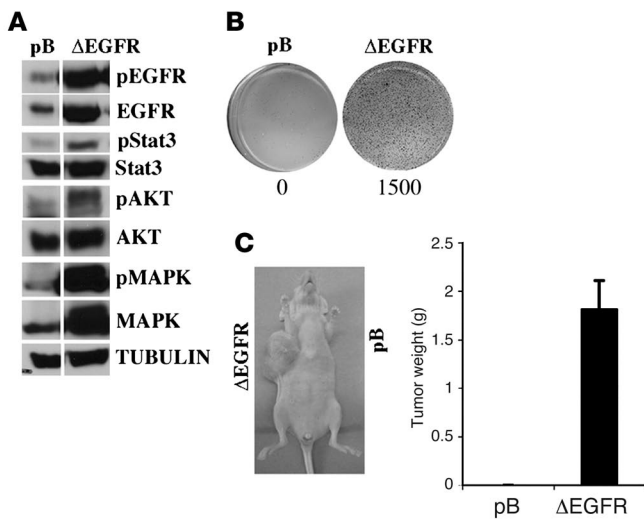 A
pB ΔEGFR
pEGFR
EGFR
pStat3
Stat3
pAKT
AKT
pMAPK
MAPK
TUBULIN
B
pB ΔEGFR
0 1500
C
ΔEGFR
pB
Tumor weight (g)
2.5
2
1.5
1
0.5
0
pB ΔEGFR